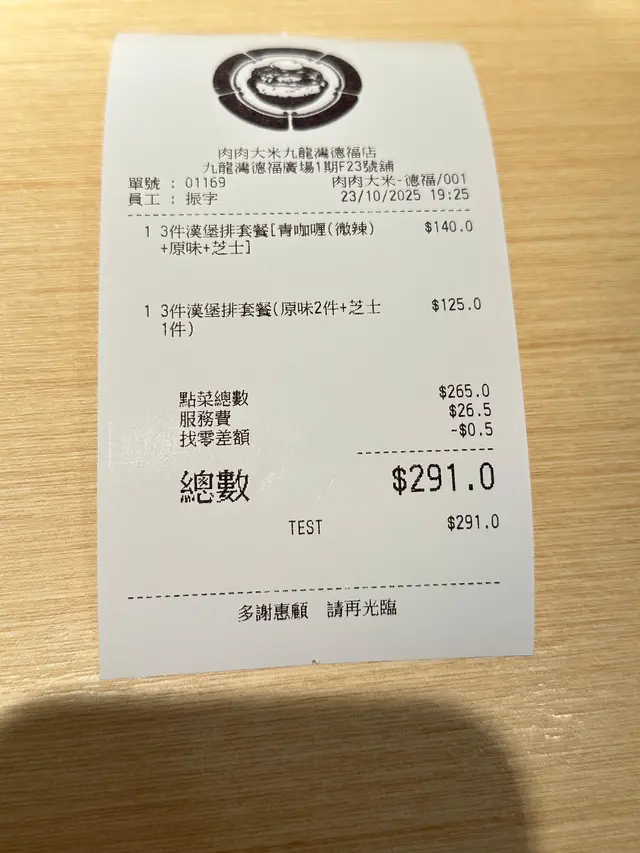 肉肉大米九龍灣德福店
九龍灣德福廣場1期F23號舖
單號 : 01169 肉肉大米-德福/001
員工 : 振宇 23/10/2025 19:25
1 3件漢堡排套餐[青咖喱(微辣) $140.0
+原味+芝士]
1 3件漢堡排套餐(原味2件+芝士 $125.0
1件)
點菜總數 $265.0
服務費 $26.5
找零差額 -$0.5
總數 $291.0
TEST $291.0
多謝惠顧 請再光臨